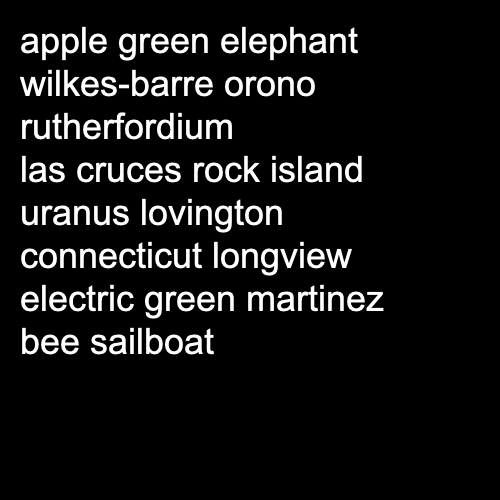 apple green elephant
wilkes-barre orono
rutherfordium
las cruces rock island
uranus lovington
connecticut longview
electric green martinez
bee sailboat